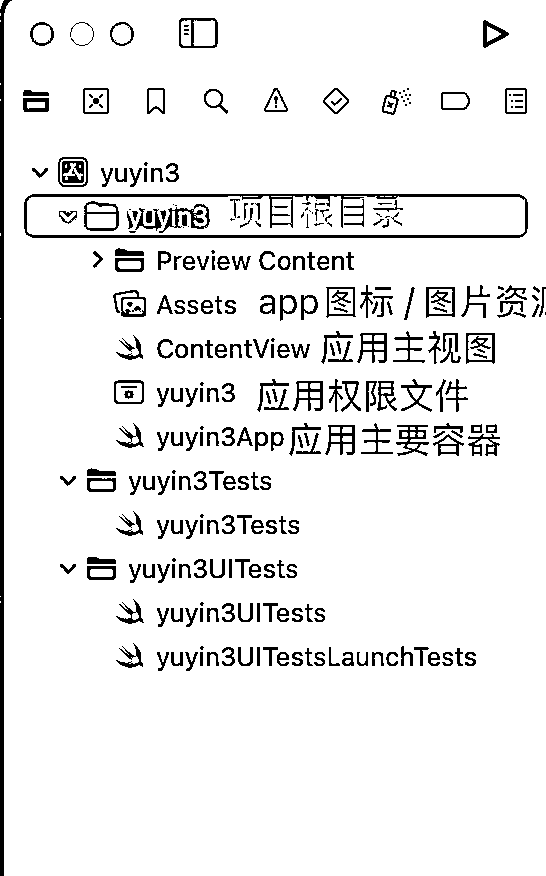 yuyin3
yuyin3 项目根目录
Preview Content
Assets app图标 / 图片资源
ContentView 应用主视图
yuyin3 应用权限文件
yuyin3App 应用主要容器
yuyin3Tests
yuyin3Tests
yuyin3UITests
yuyin3UITests
yuyin3UITestsLaunchTests